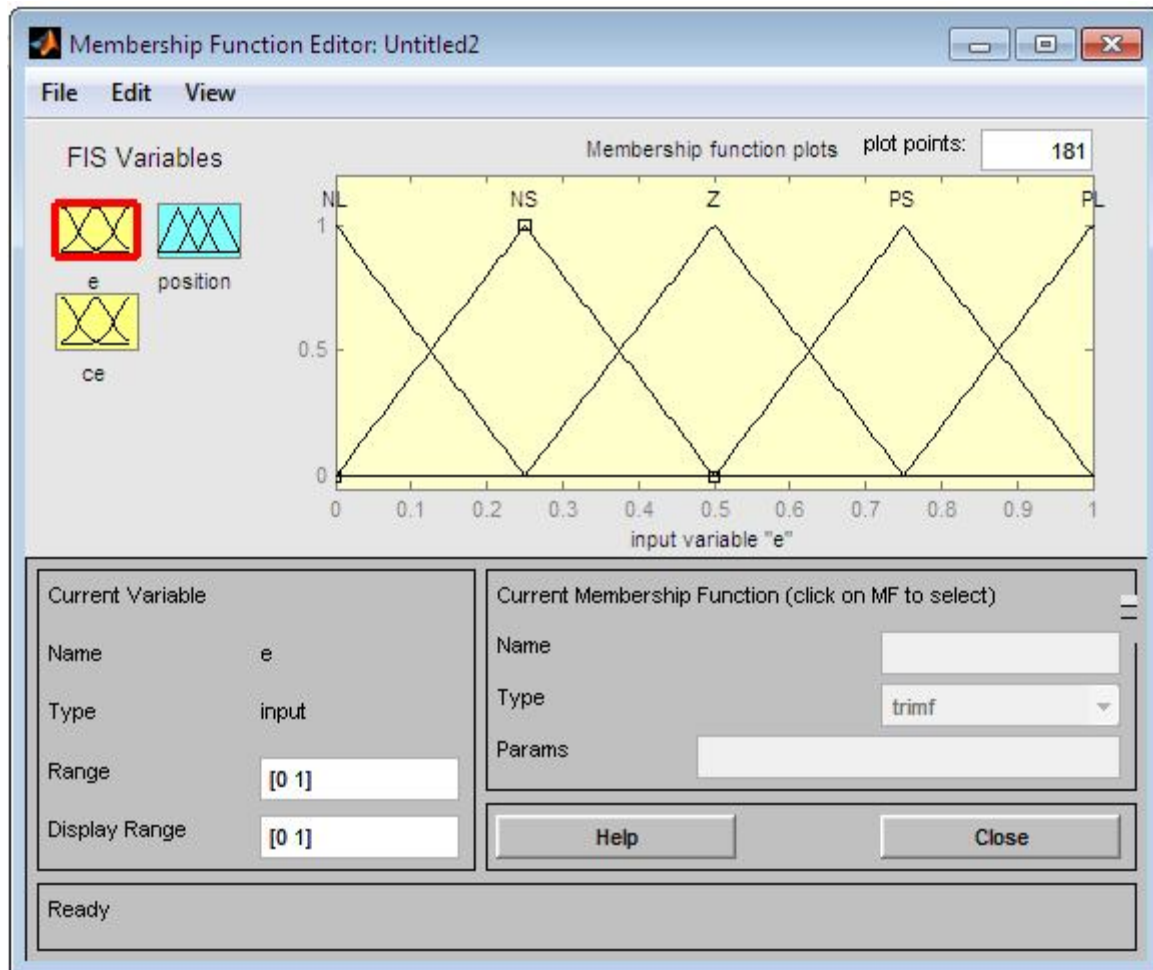 Membership Function Editor: Untitled2
File Edit View
FIS Variables
e
position
ce
Membership function plots plot points: 181
NL NS Z PS PL
1
0.5
0
0 0.1 0.2 0.3 0.4 0.5 0.6 0.7 0.8 0.9 1
input variable "e"
Current Variable
Name e
Type input
Range [0 1]
Display Range [0 1]
Current Membership Function (click on MF to select)
Name
Type trimf
Params
Help Close
Ready